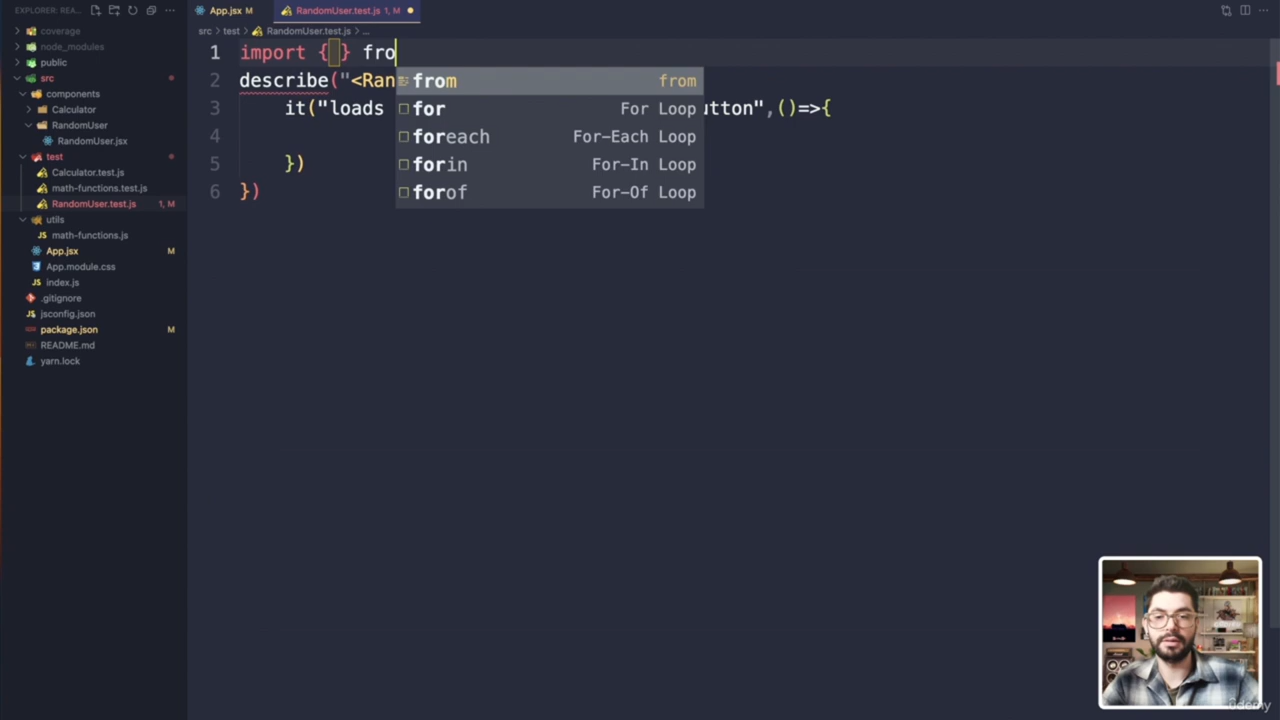 EXPLORER: REA...
App.jsx M
RandomUser.test.js 1, M
coverage
src > test > RandomUser.test.js > ...
node_modules
public
src
components
Calculator
RandomUser
RandomUser.jsx
test
Calculator.test.js
math-functions.test.js
RandomUser.test.js 1, M
utils
math-functions.js
App.jsx M
App.module.css
index.js
.gitignore
jsconfig.json
package.json M
README.md
yarn.lock
1 import { } fro
2 describe("<Ran
3 it("loads utton",()=>{
4
5 })
6 })
from from
for For Loop
foreach For-Each Loop
forin For-In Loop
forof For-Of Loop
ûdemy